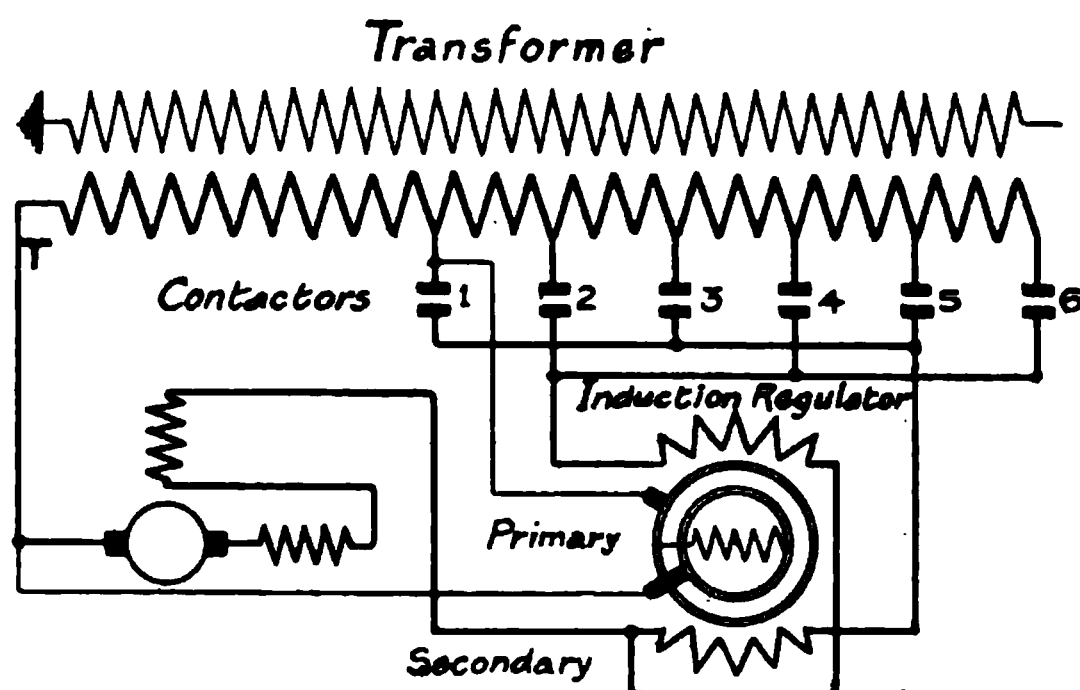 Transformer
Contactors 1 2 3 4 5 6
Induction Regulator
Primary
Secondary